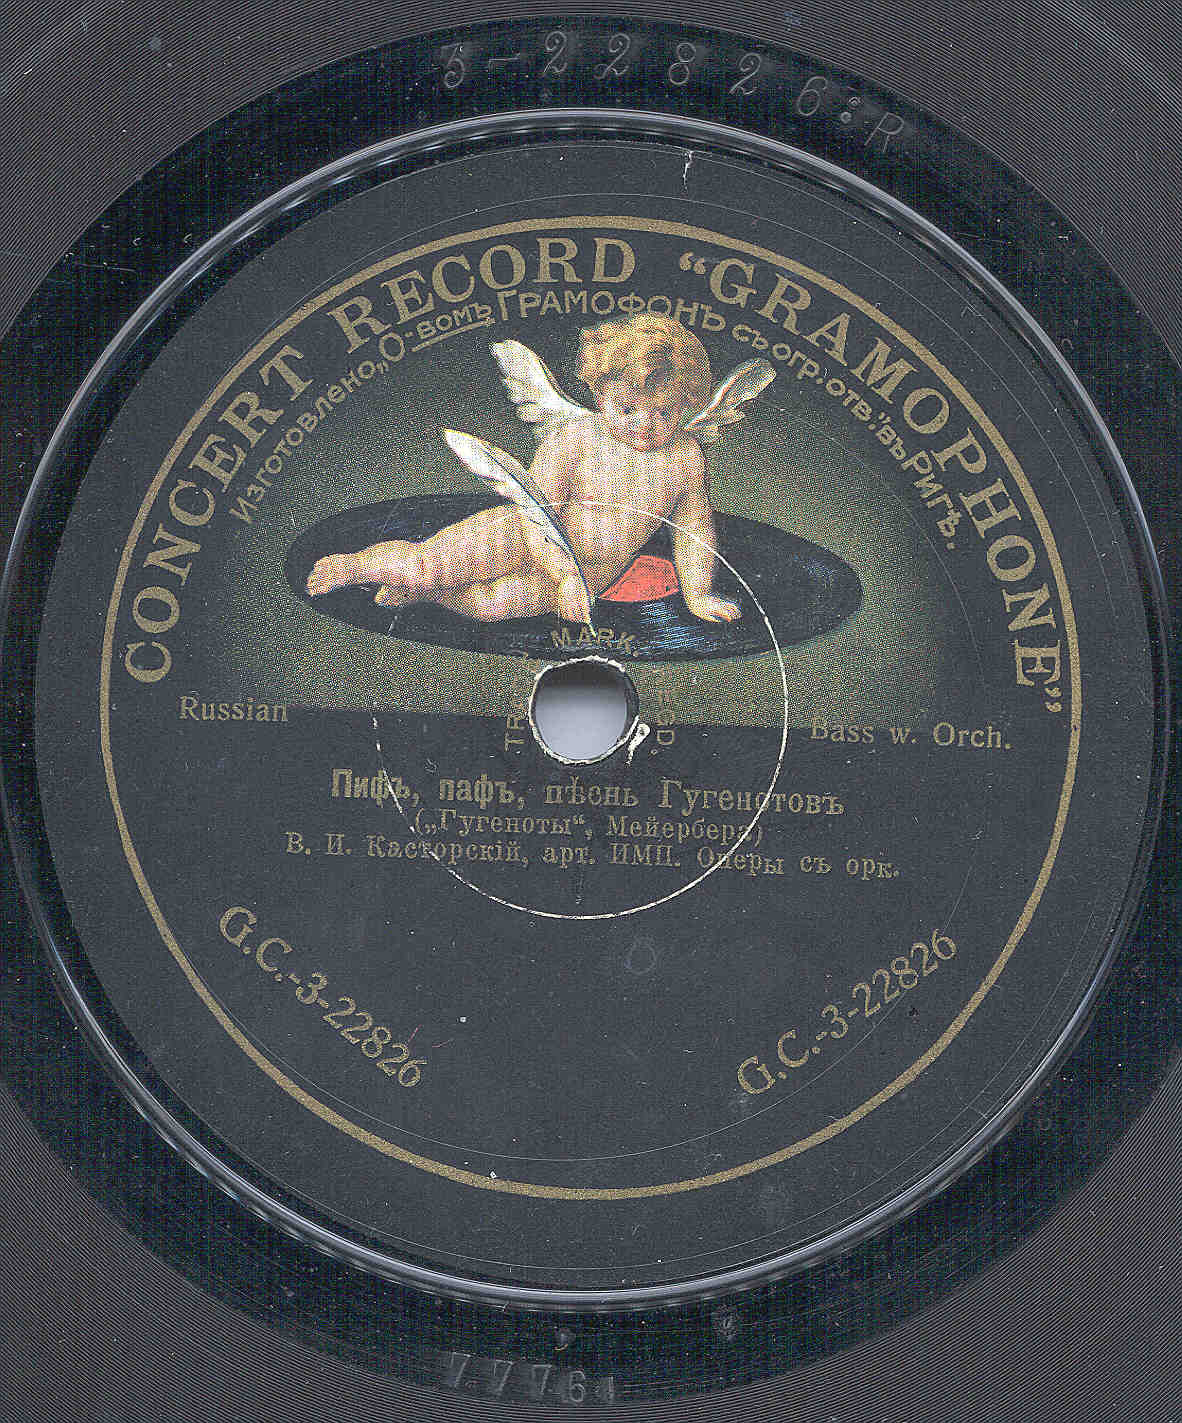 3-22826:R
CONCERT RECORD “GRAMOPHONE”
Изготовлено „О-вомъ Грамофонъ съ огр. отв.” въ Ригѣ.
MARK.
Russian
Bass w. Orch.
Пифъ, пафъ, пѣснь Гугенотовъ
(„Гугеноты“, Мейербера)
В. И. Касторскій, арт. ИМП. Оперы съ орк.
G.C.-3-22826
G.C.-3-22826